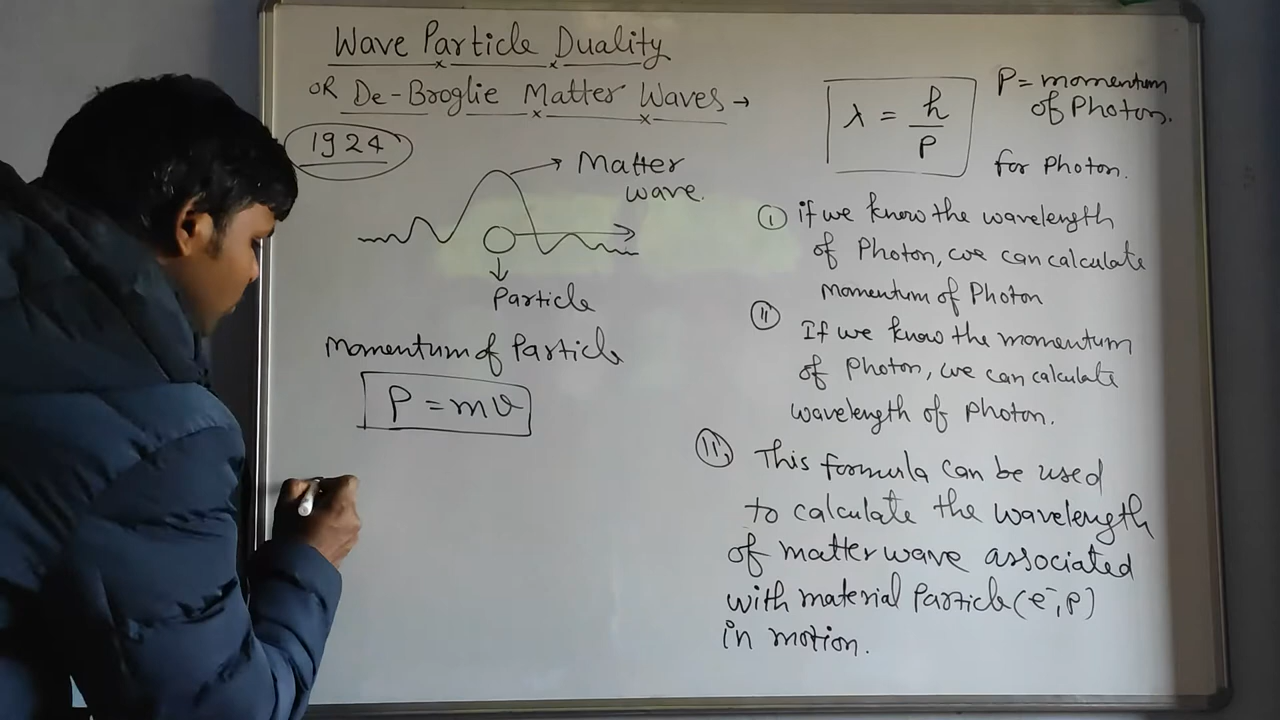 Wave Particle Duality
OR De-Broglie Matter Waves →
1924
Matter
wave.
Particle
Momentum of Particle
P = mv
λ = h/p
P = momentum
of Photon.
for Photon.
(I) if we know the wavelength
of Photon, we can calculate
momentum of Photon
(II) If we know the momentum
of Photon, we can calculate
wavelength of photon.
(III) This formula can be used
to calculate the wavelength
of matter wave associated
with material Particle (e⁻, p)
in motion.